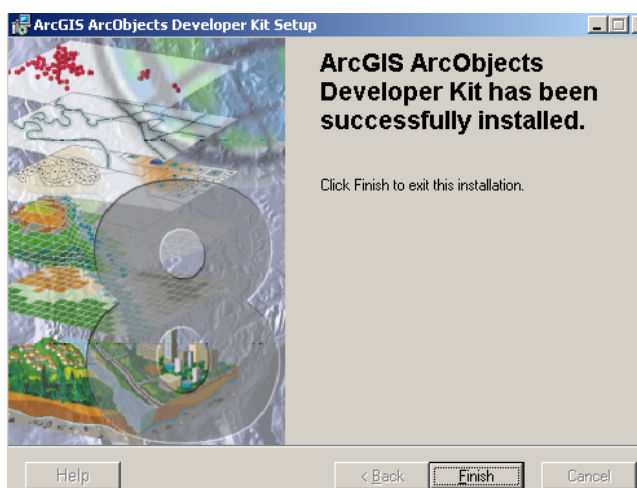 ArcGIS ArcObjects Developer Kit Setup
ArcGIS ArcObjects
Developer Kit has been
successfully installed.
Click Finish to exit this installation.
8
Help
< Back
Finish
Cancel